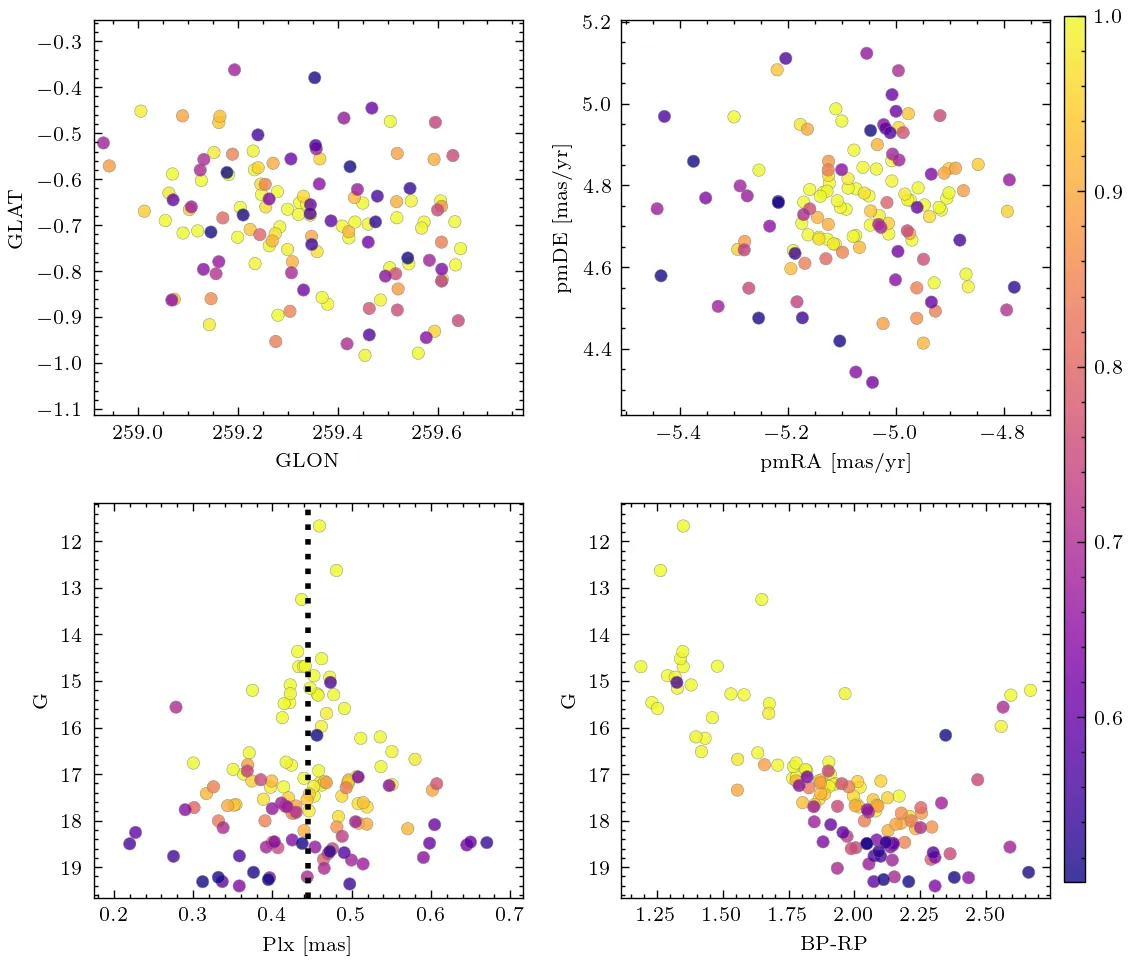 −0.3
−0.4
−0.5
−0.6
−0.7
−0.8
−0.9
−1.0
−1.1
GLAT
259.0 259.2 259.4 259.6
GLON
5.2
5.0
4.8
4.6
4.4
pmDE [mas/yr]
−5.4 −5.2 −5.0 −4.8
pmRA [mas/yr]
1.0
0.9
0.8
0.7
0.6
12
13
14
15
16
17
18
19
G
0.2 0.3 0.4 0.5 0.6 0.7
Plx [mas]
12
13
14
15
16
17
18
19
G
1.25 1.50 1.75 2.00 2.25 2.50
BP-RP